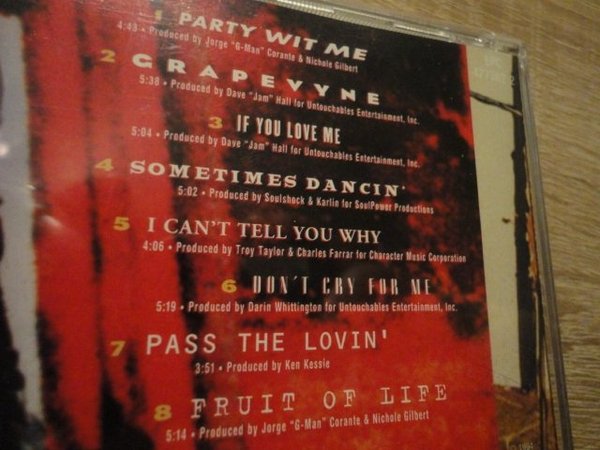 1 PARTY WIT ME
4:43 • Produced by Jorge "G-Man" Corante & Nichole Gilbert
2 GRAPEVYNE
5:38 • Produced by Dave "Jam" Hall for Untouchables Entertainment, Inc.
3 IF YOU LOVE ME
5:04 • Produced by Dave "Jam" Hall for Untouchables Entertainment, Inc.
4 SOMETIMES DANCIN'
5:02 • Produced by Soulshock & Karlin for SoulPower Productions
5 I CAN'T TELL YOU WHY
4:06 • Produced by Troy Taylor & Charles Farrar for Character Music Corporation
6 DON'T CRY FOR ME
5:19 • Produced by Darin Whittington for Untouchables Entertainment, Inc.
7 PASS THE LOVIN'
3:51 • Produced by Ken Kessie
8 FRUIT OF LIFE
5:14 • Produced by Jorge "G-Man" Corante & Nichole Gilbert